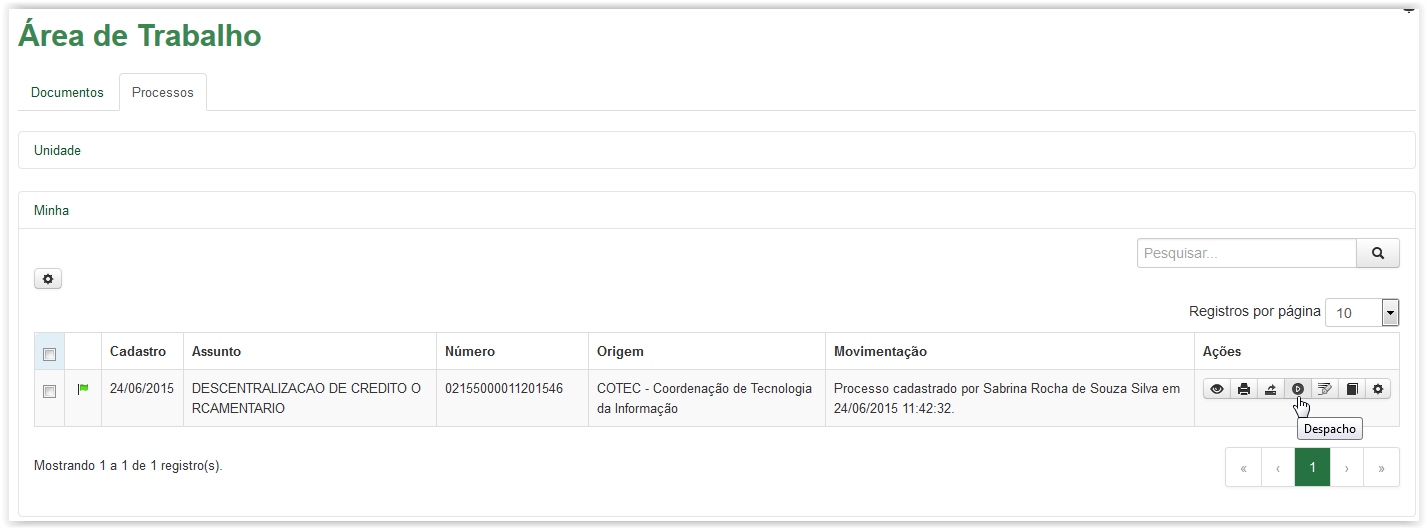 Área de Trabalho
Documentos Processos
Unidade
Minha
Pesquisar...
Registros por página 10
Cadastro Assunto Número Origem Movimentação Ações
24/06/2015 DESCENTRALIZACAO DE CREDITO O 02155000011201546 COTEC - Coordenação de Tecnologia Processo cadastrado por Sabrina Rocha de Souza Silva em
RCAMENTARIO da Informação 24/06/2015 11:42:32.
Despacho
Mostrando 1 a 1 de 1 registro(s).
« ‹ 1 › »